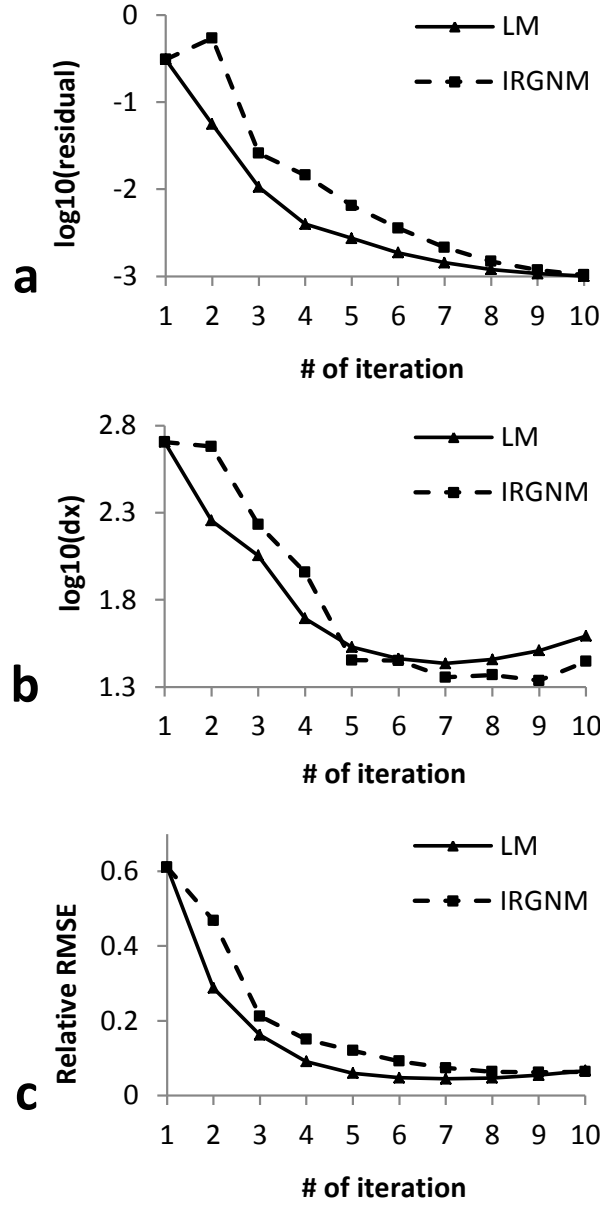 0
-1
-2
-3
log10(residual)
LM
IRGNM
a
1 2 3 4 5 6 7 8 9 10
# of iteration
2.8
2.3
1.8
1.3
log10(dx)
LM
IRGNM
b
1 2 3 4 5 6 7 8 9 10
# of iteration
0.6
0.4
0.2
0
Relative RMSE
LM
IRGNM
c
1 2 3 4 5 6 7 8 9 10
# of iteration